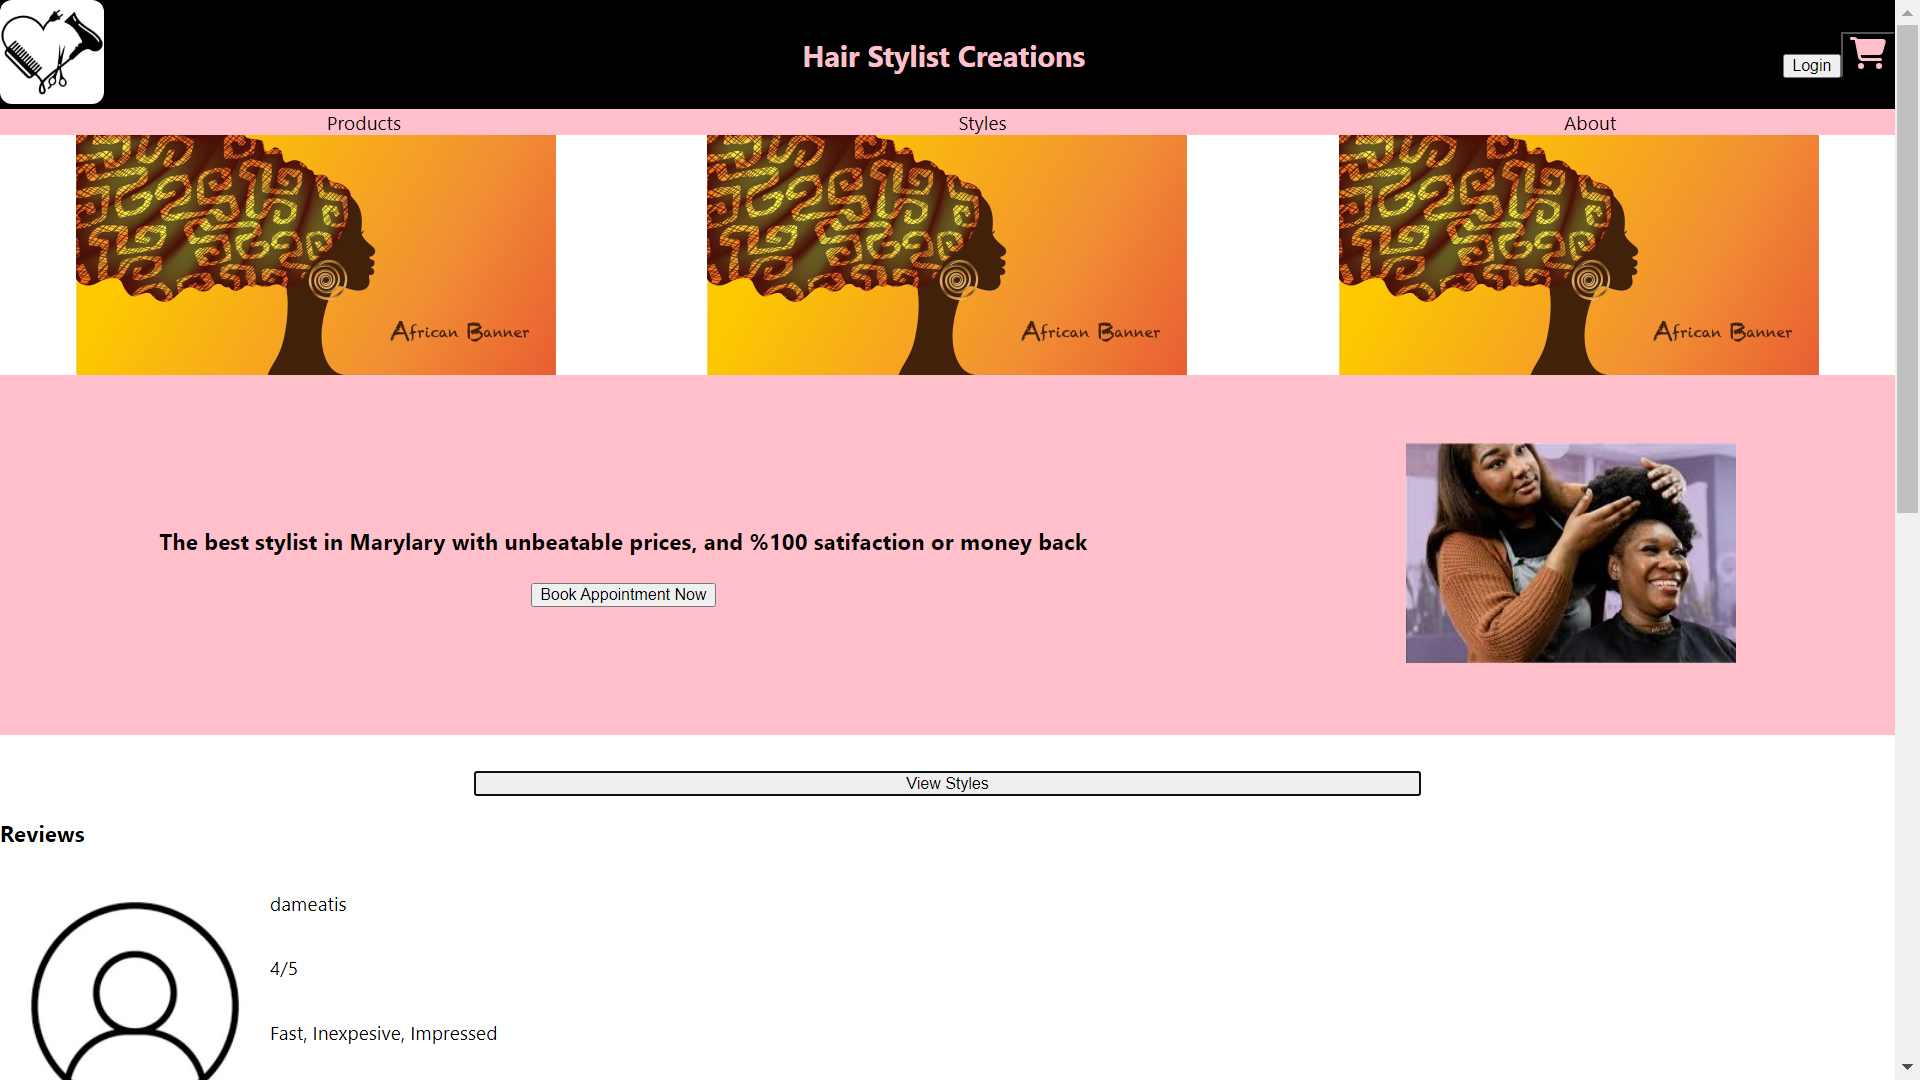 Hair Stylist Creations
Login
Products
Styles
About
African Banner
African Banner
African Banner
The best stylist in Marylary with unbeatable prices, and %100 satifaction or money back
Book Appointment Now
View Styles
Reviews
dameatis
4/5
Fast, Inexpesive, Impressed